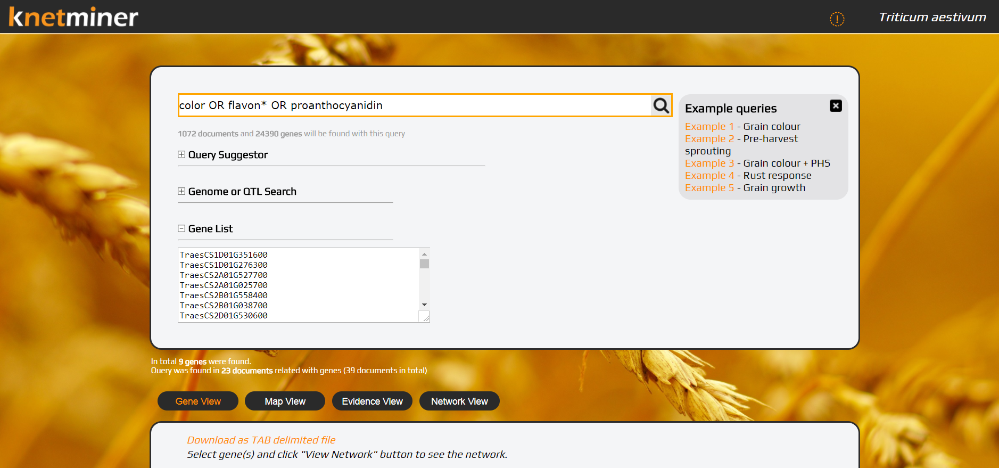 knetminer
Triticum aestivum
color OR flavon* OR proanthocyanidin
1072 documents and 24390 genes will be found with this query
Query Suggestor
Genome or QTL Search
Gene List
TraesCS1D01G351600
TraesCS1D01G276300
TraesCS2A01G527700
TraesCS2A01G025700
TraesCS2B01G558400
TraesCS2B01G038700
TraesCS2D01G530600
Example queries
Example 1 - Grain colour
Example 2 - Pre-harvest
sprouting
Example 3 - Grain colour + PHS
Example 4 - Rust response
Example 5 - Grain growth
In total 9 genes were found.
Query was found in 23 documents related with genes (39 documents in total)
Gene View
Map View
Evidence View
Network View
Download as TAB delimited file
Select gene(s) and click "View Network" button to see the network.